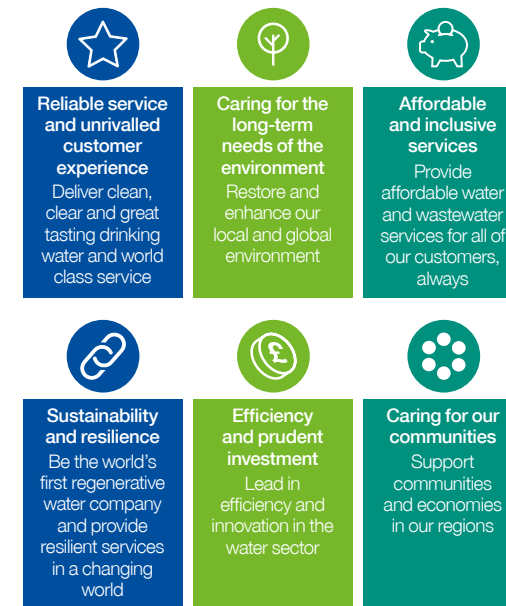 Reliable service
and unrivalled
customer
experience
Deliver clean,
clear and great
tasting drinking
water and world
class service
Caring for the
long-term
needs of the
environment
Restore and
enhance our
local and global
environment
Affordable
and inclusive
services
Provide
affordable water
and wastewater
services for all of
our customers,
always
Sustainability
and resilience
Be the world's
first regenerative
water company
and provide
resilient services
in a changing
world
£
Efficiency
and prudent
investment
Lead in
efficiency and
innovation in the
water sector
Caring for our
communities
Support
communities
and economies
in our regions